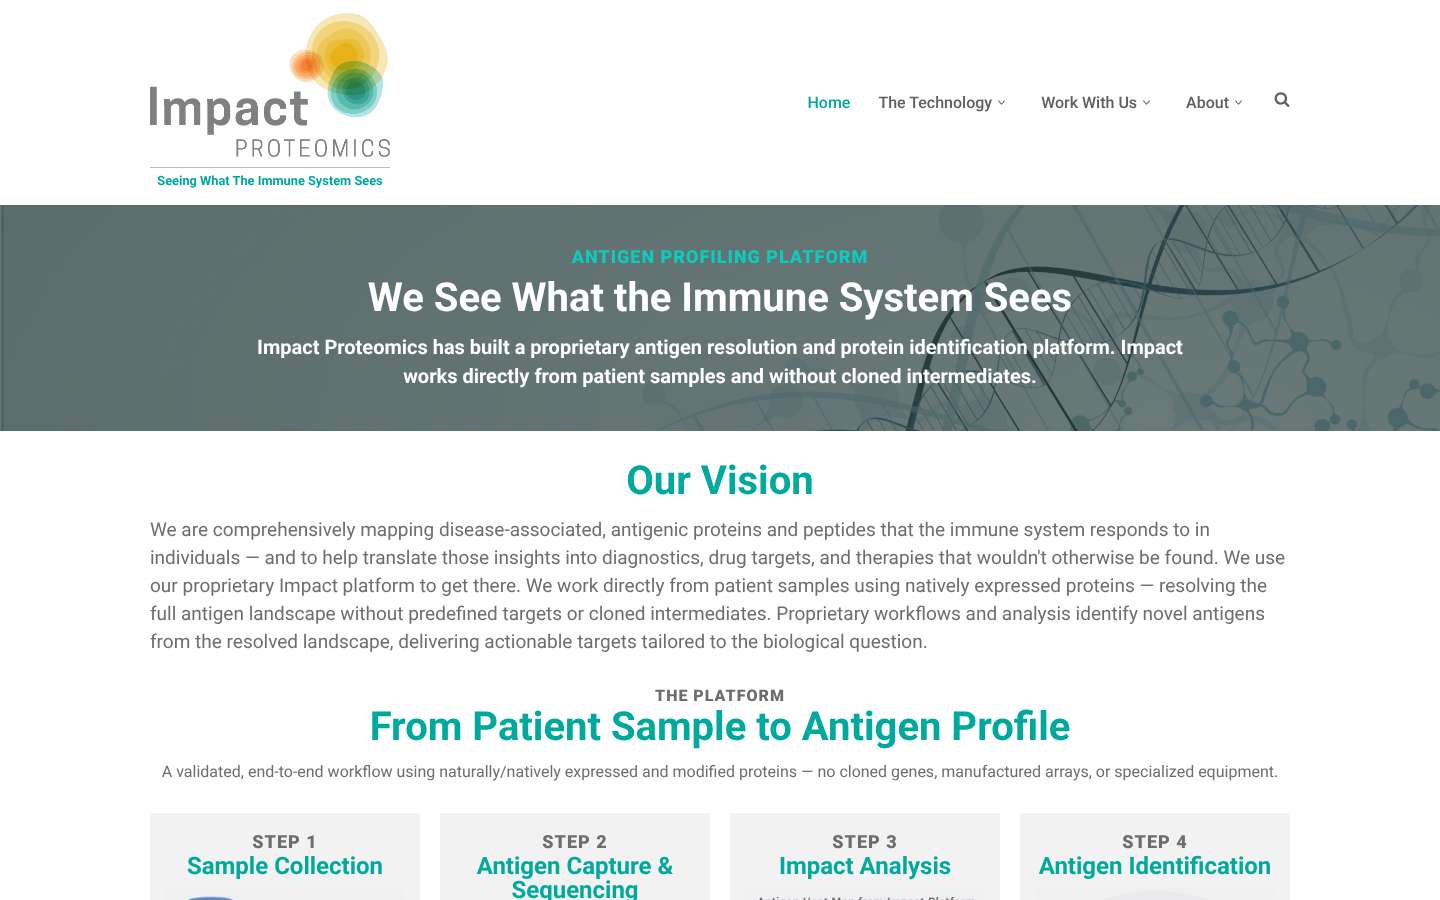 Impact
PROTEOMICS
Seeing What The Immune System Sees
Home The Technology Work With Us About
ANTIGEN PROFILING PLATFORM
We See What the Immune System Sees
Impact Proteomics has built a proprietary antigen resolution and protein identification platform. Impact
works directly from patient samples and without cloned intermediates.
Our Vision
We are comprehensively mapping disease-associated, antigenic proteins and peptides that the immune system responds to in
individuals — and to help translate those insights into diagnostics, drug targets, and therapies that wouldn't otherwise be found. We use
our proprietary Impact platform to get there. We work directly from patient samples using natively expressed proteins — resolving the
full antigen landscape without predefined targets or cloned intermediates. Proprietary workflows and analysis identify novel antigens
from the resolved landscape, delivering actionable targets tailored to the biological question.
THE PLATFORM
From Patient Sample to Antigen Profile
A validated, end-to-end workflow using naturally/natively expressed and modified proteins — no cloned genes, manufactured arrays, or specialized equipment.
STEP 1
Sample Collection
STEP 2
Antigen Capture &
Sequencing
STEP 3
Impact Analysis
STEP 4
Antigen Identification